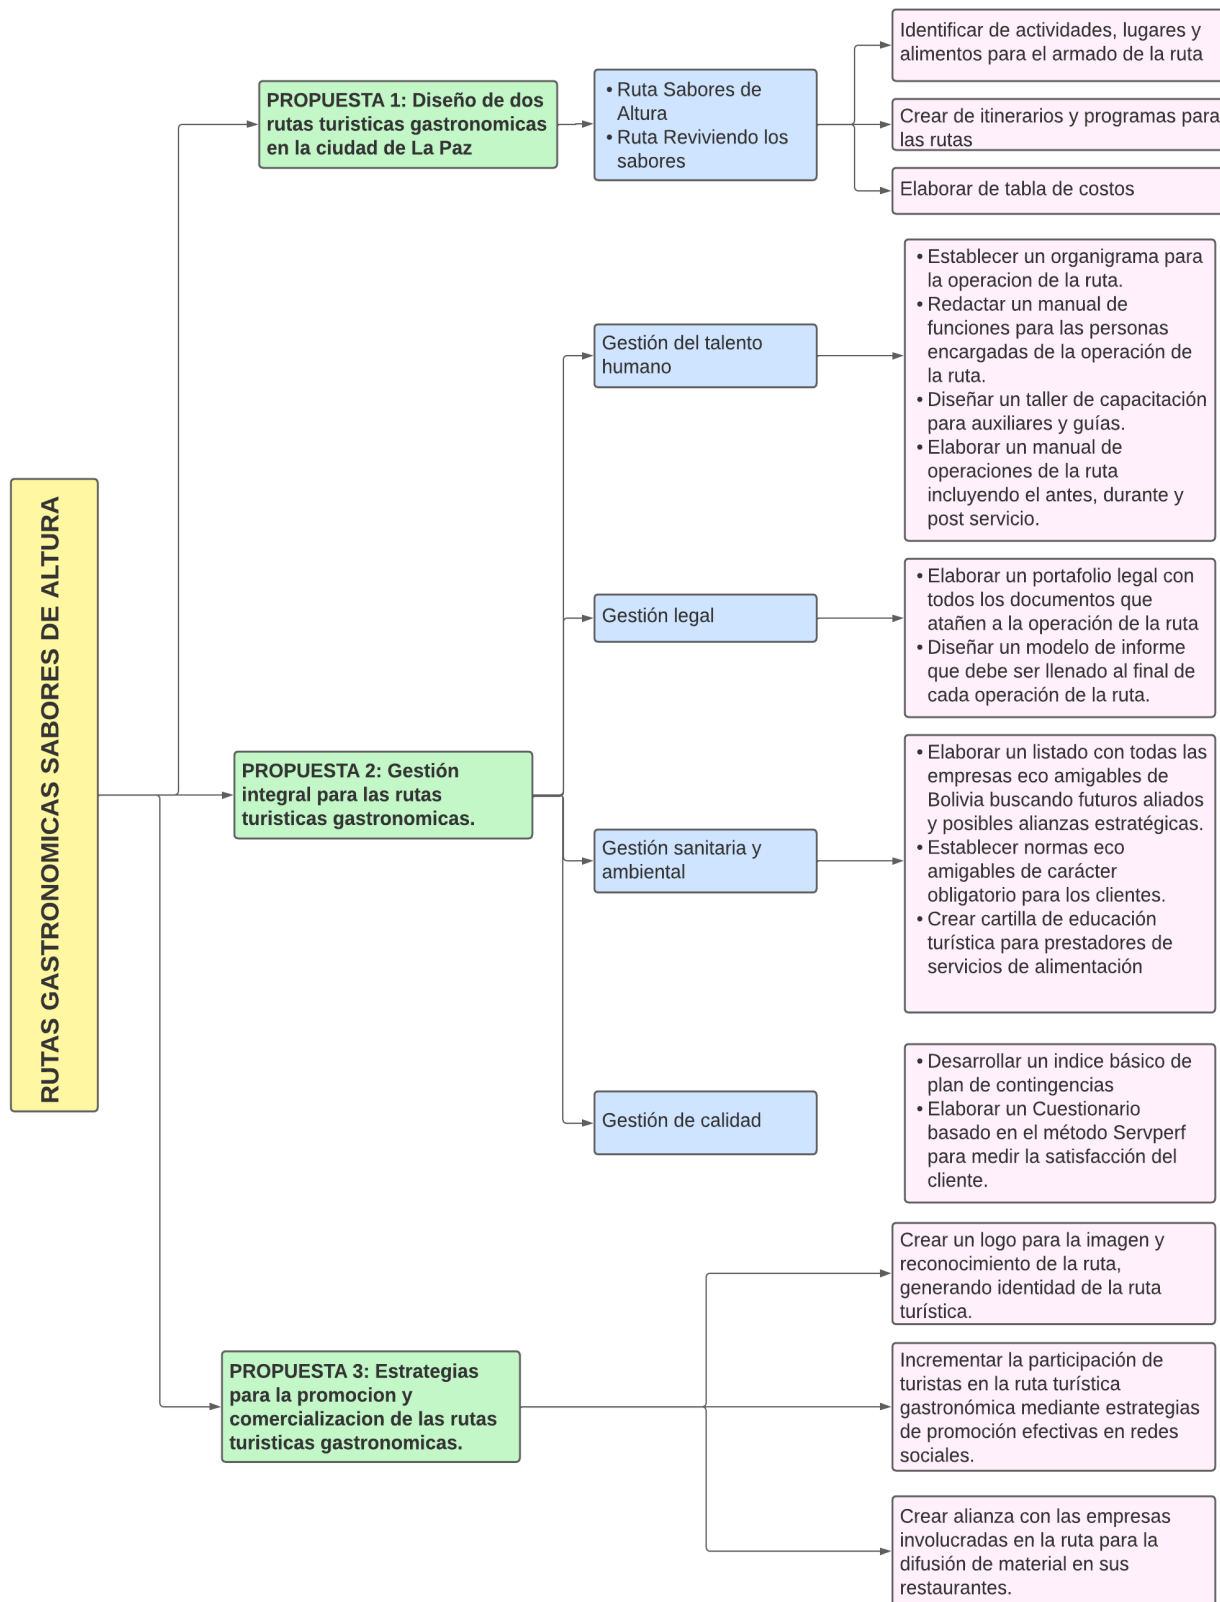 RUTAS GASTRONOMICAS SABORES DE ALTURA
PROPUESTA 1: Diseño de dos
rutas turisticas gastronomicas
en la ciudad de La Paz
• Ruta Sabores de
Altura
• Ruta Reviviendo los
sabores
Identificar de actividades, lugares y
alimentos para el armado de la ruta
Crear de itinerarios y programas para
las rutas
Elaborar de tabla de costos
PROPUESTA 2: Gestión
integral para las rutas
turisticas gastronomicas.
Gestión del talento
humano
• Establecer un organigrama para
la operacion de la ruta.
• Redactar un manual de
funciones para las personas
encargadas de la operación de
la ruta.
• Diseñar un taller de capacitación
para auxiliares y guías.
• Elaborar un manual de
operaciones de la ruta
incluyendo el antes, durante y
post servicio.
Gestión legal
• Elaborar un portafolio legal con
todos los documentos que
atañen a la operación de la ruta
• Diseñar un modelo de informe
que debe ser llenado al final de
cada operación de la ruta.
Gestión sanitaria y
ambiental
• Elaborar un listado con todas las
empresas eco amigables de
Bolivia buscando futuros aliados
y posibles alianzas estratégicas.
• Establecer normas eco
amigables de carácter
obligatorio para los clientes.
• Crear cartilla de educación
turística para prestadores de
servicios de alimentación
Gestión de calidad
• Desarrollar un indice básico de
plan de contingencias
• Elaborar un Cuestionario
basado en el método Servperf
para medir la satisfacción del
cliente.
PROPUESTA 3: Estrategias
para la promocion y
comercializacion de las rutas
turisticas gastronomicas.
Crear un logo para la imagen y
reconocimiento de la ruta,
generando identidad de la ruta
turística.
Incrementar la participación de
turistas en la ruta turística
gastronómica mediante estrategias
de promoción efectivas en redes
sociales.
Crear alianza con las empresas
involucradas en la ruta para la
difusión de material en sus
restaurantes.